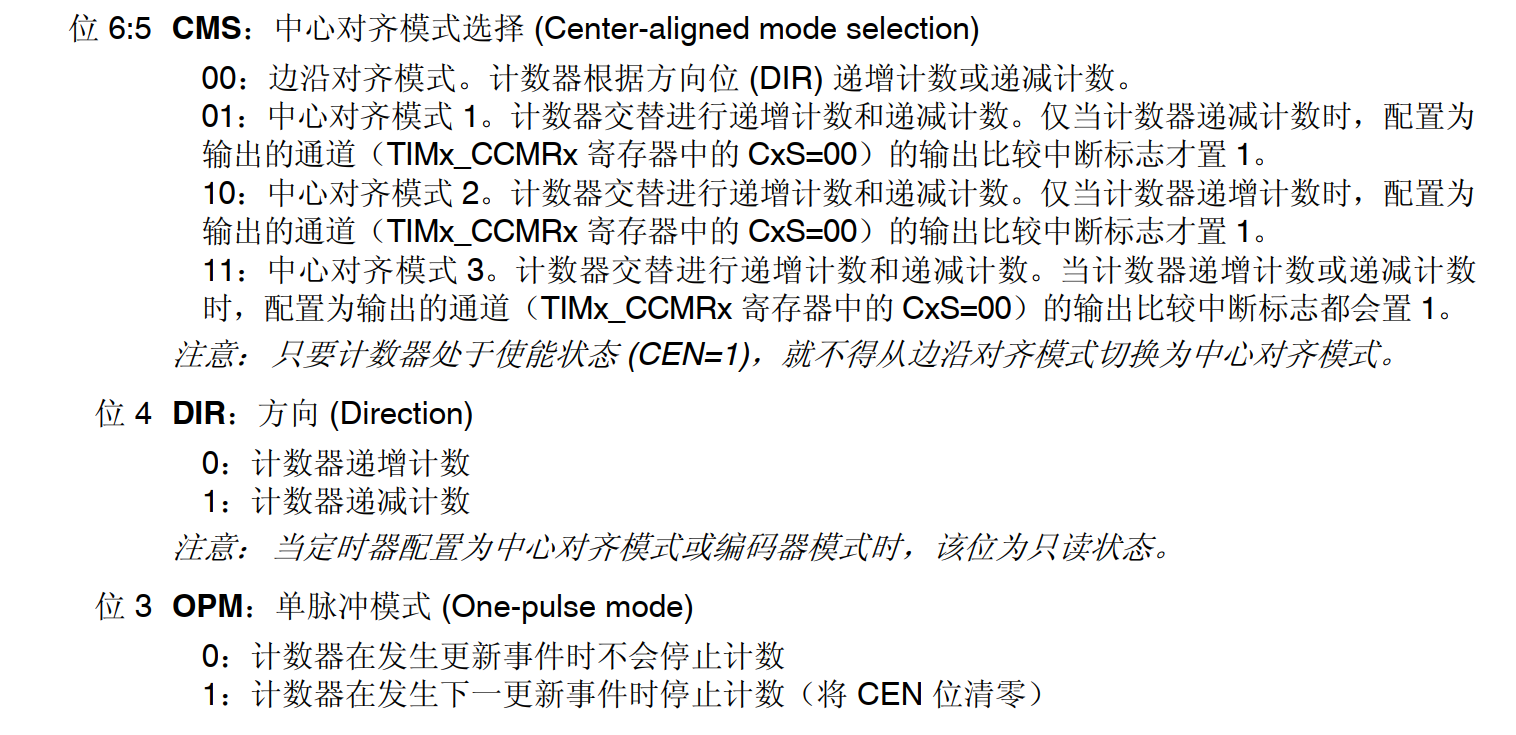 位 6:5 CMS：中心对齐模式选择 (Center-aligned mode selection)
00：边沿对齐模式。计数器根据方向位 (DIR) 递增计数或递减计数。
01：中心对齐模式 1。计数器交替进行递增计数和递减计数。仅当计数器递减计数时，配置为
输出的通道（TIMx_CCMRx 寄存器中的 CxS=00）的输出比较中断标志才置 1。
10：中心对齐模式 2。计数器交替进行递增计数和递减计数。仅当计数器递增计数时，配置为
输出的通道（TIMx_CCMRx 寄存器中的 CxS=00）的输出比较中断标志才置 1。
11：中心对齐模式 3。计数器交替进行递增计数和递减计数。当计数器递增计数或递减计数
时，配置为输出的通道（TIMx_CCMRx 寄存器中的 CxS=00）的输出比较中断标志都会置 1。
注意： 只要计数器处于使能状态 (CEN=1)，就不得从边沿对齐模式切换为中心对齐模式。
位 4 DIR：方向 (Direction)
0：计数器递增计数
1：计数器递减计数
注意： 当定时器配置为中心对齐模式或编码器模式时，该位为只读状态。
位 3 OPM：单脉冲模式 (One-pulse mode)
0：计数器在发生更新事件时不会停止计数
1：计数器在发生下一更新事件时停止计数（将 CEN 位清零）